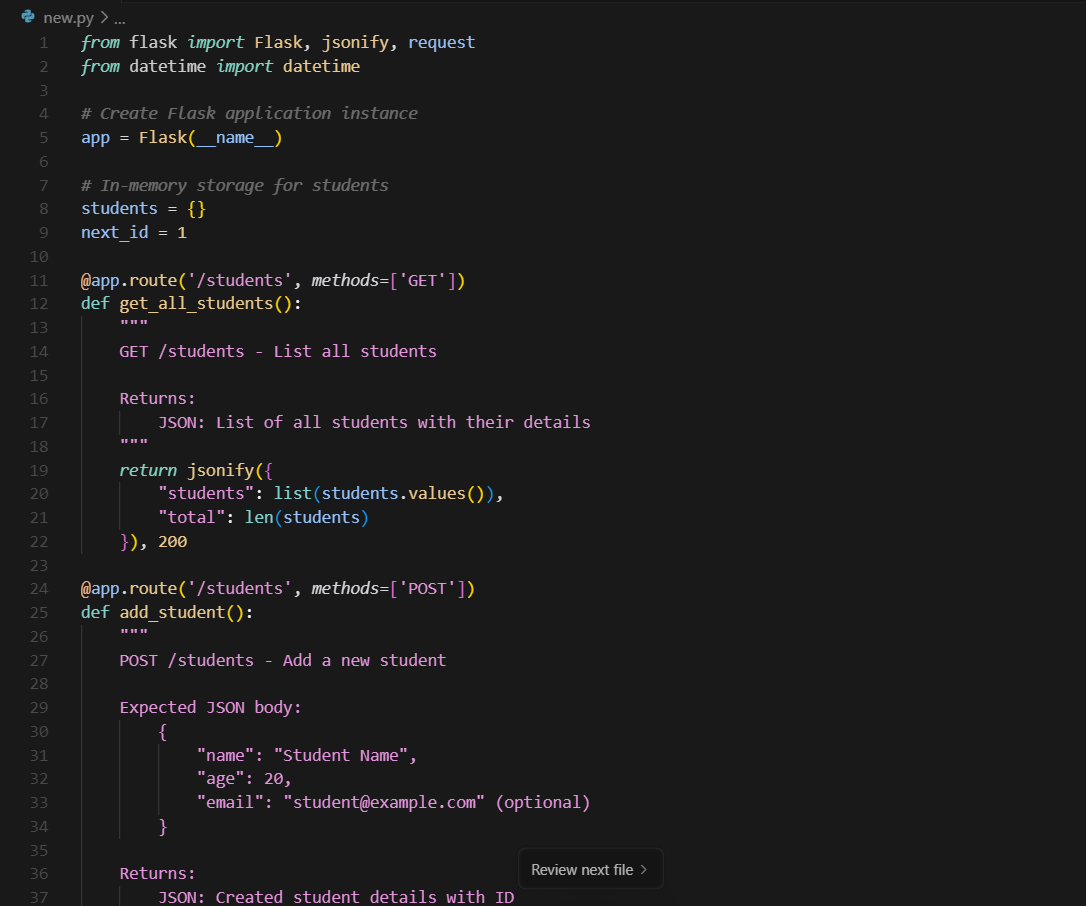 new.py > ...
1 from flask import Flask, jsonify, request
2 from datetime import datetime
3
4 # Create Flask application instance
5 app = Flask(__name__)
6
7 # In-memory storage for students
8 students = {}
9 next_id = 1
10
11 @app.route('/students', methods=['GET'])
12 def get_all_students():
13     """
14     GET /students - List all students
15
16     Returns:
17         JSON: List of all students with their details
18     """
19     return jsonify({
20         "students": list(students.values()),
21         "total": len(students)
22     }), 200
23
24 @app.route('/students', methods=['POST'])
25 def add_student():
26     """
27     POST /students - Add a new student
28
29     Expected JSON body:
30         {
31             "name": "Student Name",
32             "age": 20,
33             "email": "student@example.com" (optional)
34         }
35
36     Returns:
37         JSON: Created student details with ID
Review next file >